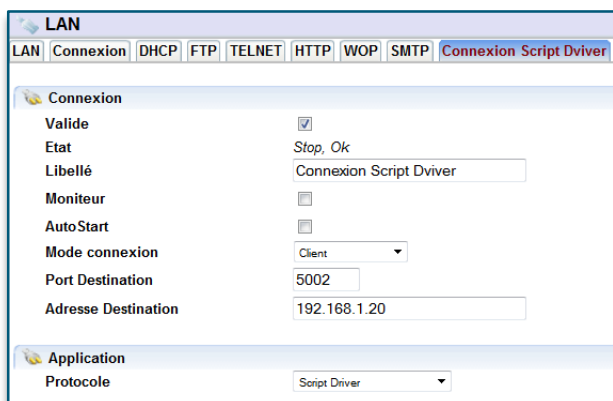 LAN
LAN Connexion DHCP FTP TELNET HTTP WOP SMTP Connexion Script Dviver
Connexion
Valide
Etat Stop, Ok
Libellé Connexion Script Dviver
Moniteur
AutoStart
Mode connexion Client
Port Destination 5002
Adresse Destination 192.168.1.20
Application
Protocole Script Driver